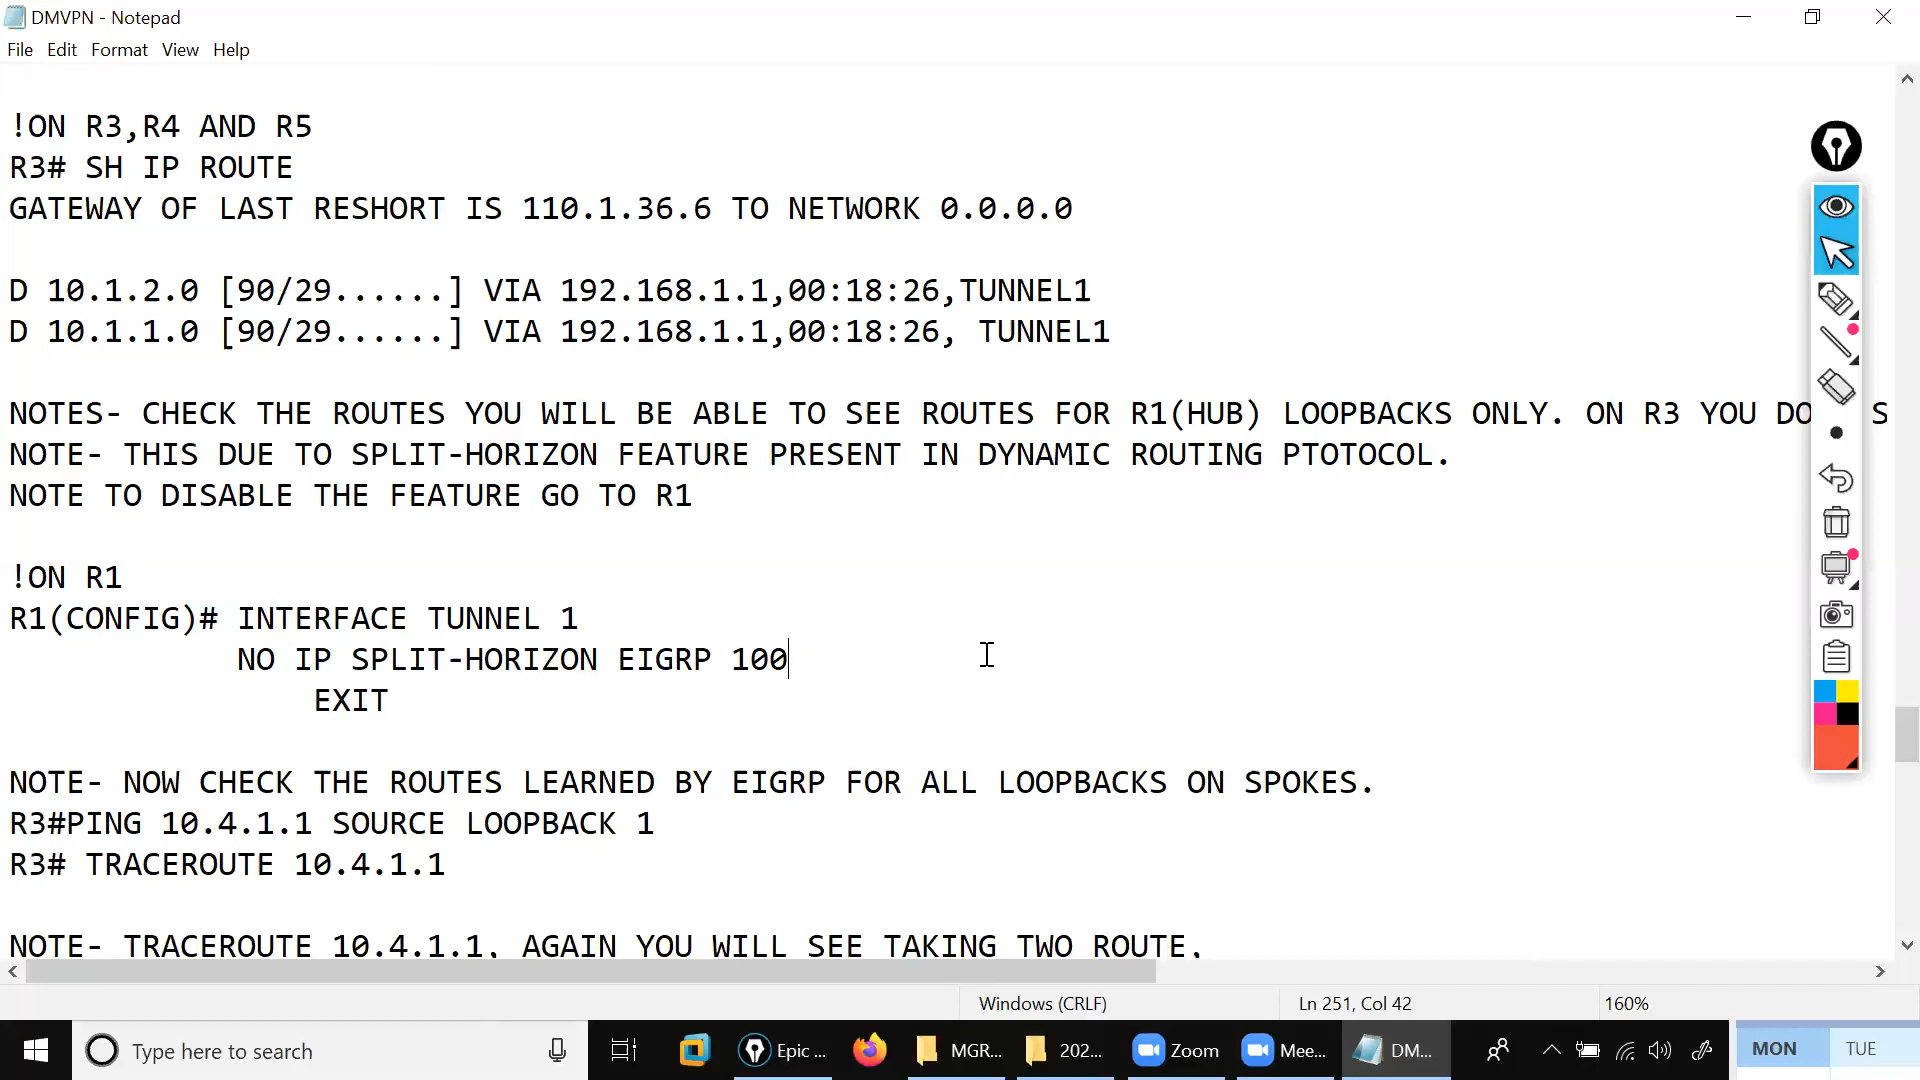 DMVPN - Notepad
File Edit Format View Help
!ON R3,R4 AND R5
R3# SH IP ROUTE
GATEWAY OF LAST RESHORT IS 110.1.36.6 TO NETWORK 0.0.0.0
D 10.1.2.0 [90/29......] VIA 192.168.1.1,00:18:26,TUNNEL1
D 10.1.1.0 [90/29......] VIA 192.168.1.1,00:18:26, TUNNEL1
NOTES- CHECK THE ROUTES YOU WILL BE ABLE TO SEE ROUTES FOR R1(HUB) LOOPBACKS ONLY. ON R3 YOU DO S
NOTE- THIS DUE TO SPLIT-HORIZON FEATURE PRESENT IN DYNAMIC ROUTING PTOTOCOL.
NOTE TO DISABLE THE FEATURE GO TO R1
!ON R1
R1(CONFIG)# INTERFACE TUNNEL 1
NO IP SPLIT-HORIZON EIGRP 100
EXIT
NOTE- NOW CHECK THE ROUTES LEARNED BY EIGRP FOR ALL LOOPBACKS ON SPOKES.
R3#PING 10.4.1.1 SOURCE LOOPBACK 1
R3# TRACEROUTE 10.4.1.1
NOTE- TRACEROUTE 10.4.1.1, AGAIN YOU WILL SEE TAKING TWO ROUTE,
Windows (CRLF) Ln 251, Col 42 160%
Type here to search Epic ... MGR... 202... Zoom Mee... DM... MON TUE